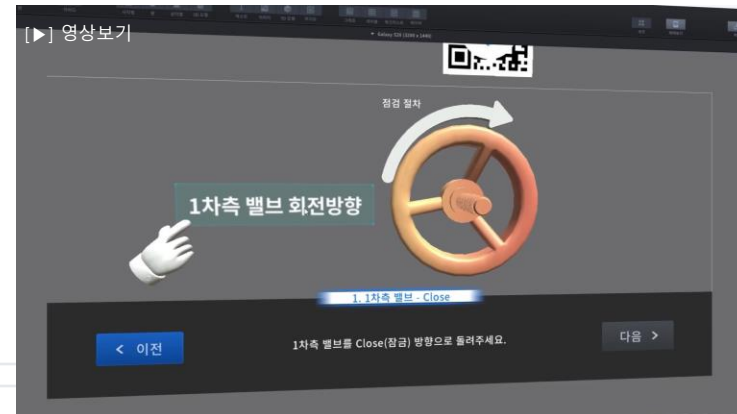 [▶] 영상보기
점검 절차
1차측 밸브 회전방향
1. 1차측 밸브 - Close
< 이전
1차측 밸브를 Close(잠금) 방향으로 돌려주세요.
다음 >